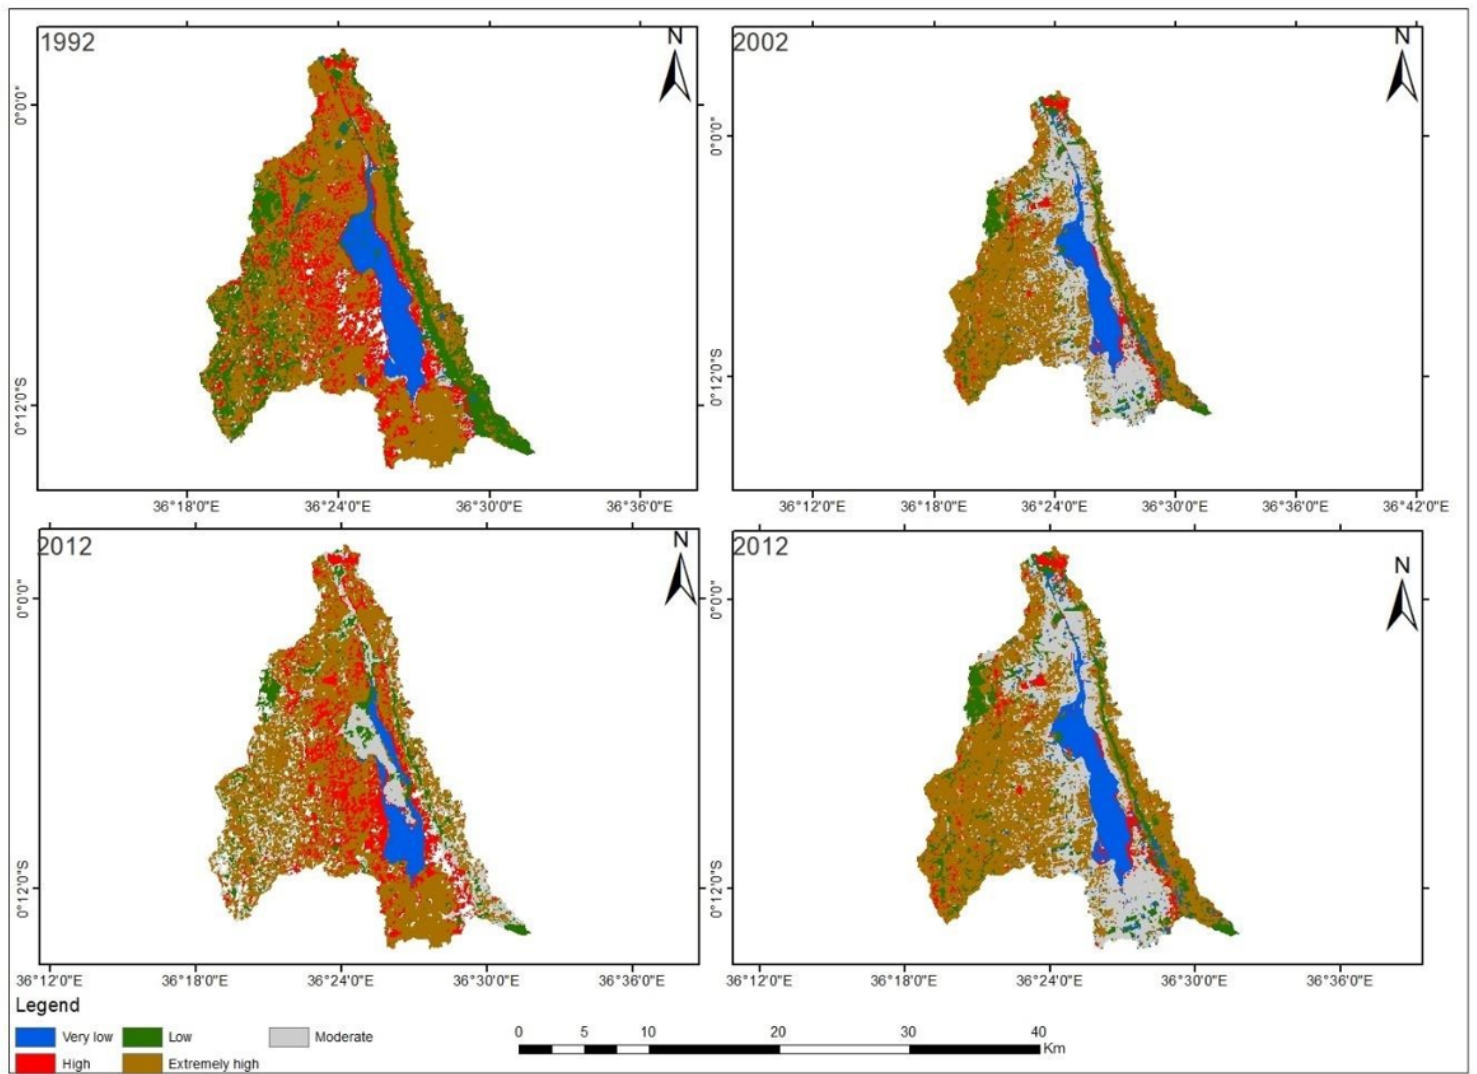 1992
N
0°0'0"
0°12'0"S
36°18'0"E 36°24'0"E 36°30'0"E 36°36'0"E
2002
N
0°0'0"
0°12'0"S
36°12'0"E 36°18'0"E 36°24'0"E 36°30'0"E 36°36'0"E 36°42'0"E
2012
N
0°0'0"
0°12'0"S
36°12'0"E 36°18'0"E 36°24'0"E 36°30'0"E 36°36'0"E
2012
N
0°0'0"
0°12'0"S
36°12'0"E 36°18'0"E 36°24'0"E 36°30'0"E 36°36'0"E
Legend
Very low Low Moderate
High Extremely high
0 5 10 20 30 40
Km